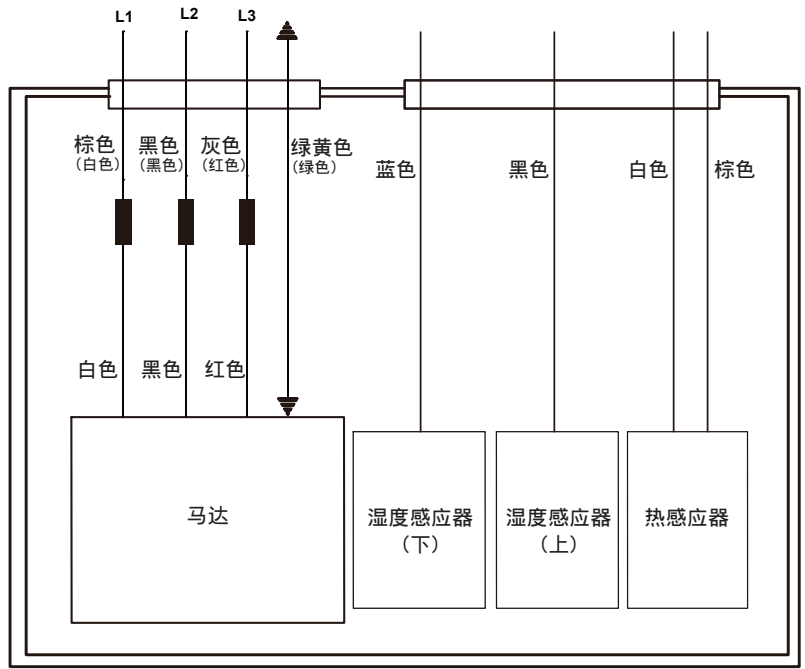 L1 L2 L3
棕色 黑色 灰色 绿黄色
（白色） （黑色） （红色） （绿色）
蓝色 黑色 白色 棕色
白色 黑色 红色
马达
湿度感应器
（下）
湿度感应器
（上）
热感应器